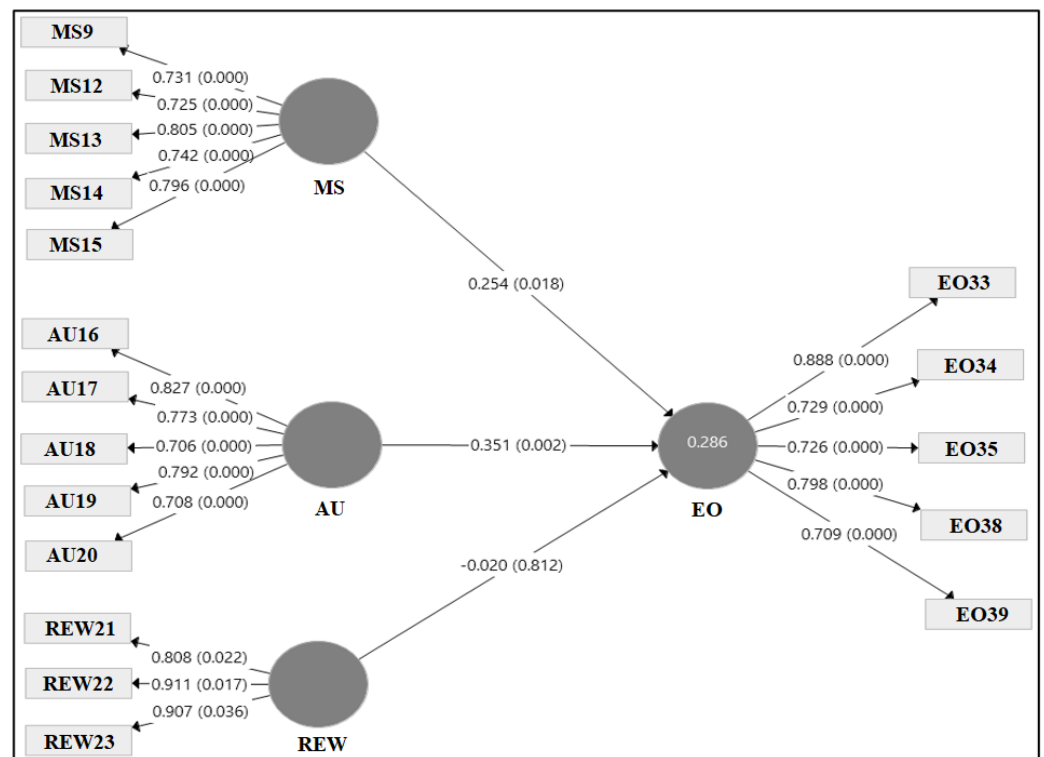 MS9
MS12
MS13
MS14
MS15
0.731 (0.000)
0.725 (0.000)
0.805 (0.000)
0.742 (0.000)
0.796 (0.000)
MS
0.254 (0.018)
AU16
AU17
AU18
AU19
AU20
0.827 (0.000)
0.773 (0.000)
0.706 (0.000)
0.792 (0.000)
0.708 (0.000)
AU
0.351 (0.002)
REW21
REW22
REW23
0.808 (0.022)
0.911 (0.017)
0.907 (0.036)
REW
-0.020 (0.812)
0.286
EO
0.888 (0.000)
0.729 (0.000)
0.726 (0.000)
0.798 (0.000)
0.709 (0.000)
EO33
EO34
EO35
EO38
EO39